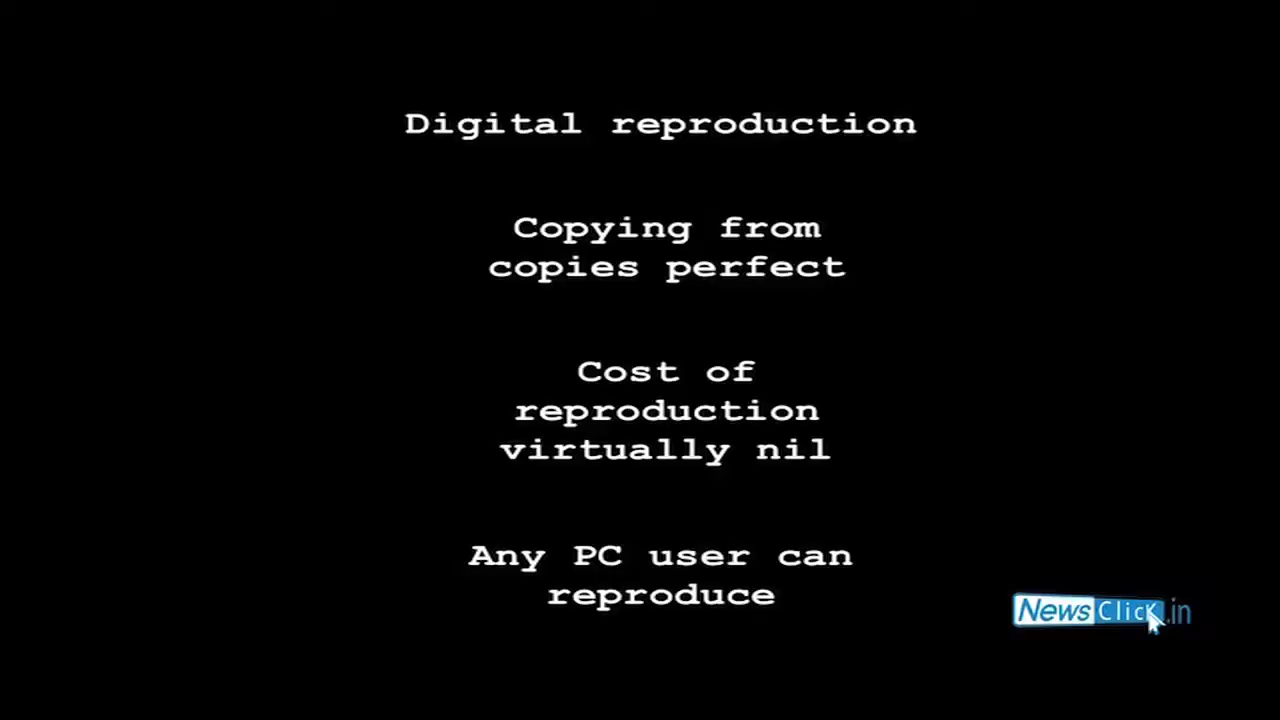 Digital reproduction
Copying from
copies perfect
Cost of
reproduction
virtually nil
Any PC user can
reproduce
NewsClick.in